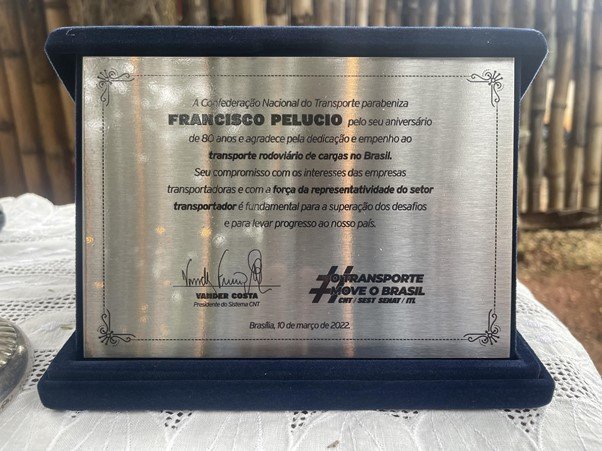 A Confederação Nacional do Transporte parabeniza
FRANCISCO PELUCIO pelo seu aniversário
de 80 anos e agradece pela dedicação e empenho ao
transporte rodoviário de cargas no Brasil.
Seu compromisso com os interesses das empresas
transportadoras e com a força da representatividade do setor
transportador é fundamental para a superação dos desafios
e para levar progresso ao nosso país.
VANDER COSTA
Presidente do Sistema CNT
#OTRANSPORTE
MOVE O BRASIL
CNT / SEST SENAT / ITL
Brasília, 10 de março de 2022.